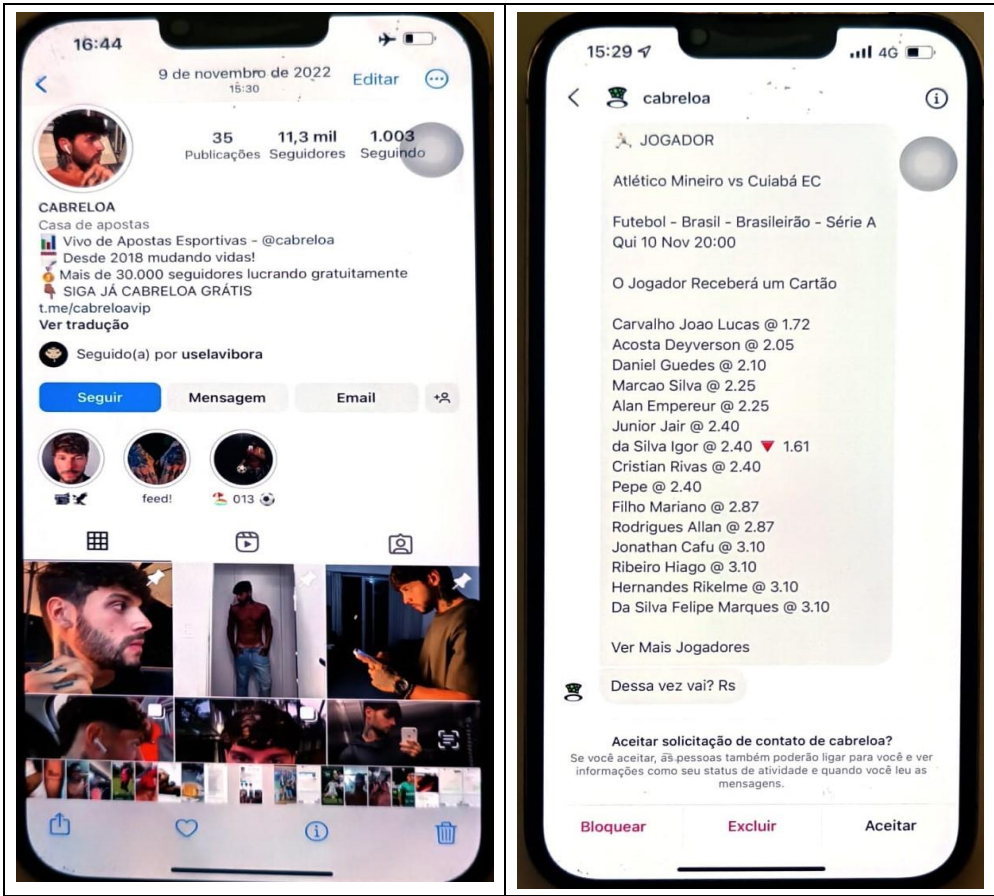 16:44
9 de novembro de 2022
15:30
Editar
35
11,3 mil
1.003
Publicações
Seguidores
Seguindo
CABRELOA
Casa de apostas
📊 Vivo de Apostas Esportivas - @cabreloa
Desde 2018 mudando vidas!
🥇 Mais de 30.000 seguidores lucrando gratuitamente
👇 SIGA JÁ CABRELOA GRÁTIS
t.me/cabreloavip
Ver tradução
Seguido(a) por uselavibora
Seguir
Mensagem
Email
feed!
013 ⚽
15:29
4G
cabreloa
JOGADOR
Atlético Mineiro vs Cuiabá EC
Futebol - Brasil - Brasileirão - Série A
Qui 10 Nov 20:00
O Jogador Receberá um Cartão
Carvalho Joao Lucas @ 1.72
Acosta Deyverson @ 2.05
Daniel Guedes @ 2.10
Marcao Silva @ 2.25
Alan Empereur @ 2.25
Junior Jair @ 2.40
da Silva Igor @ 2.40 🔻 1.61
Cristian Rivas @ 2.40
Pepe @ 2.40
Filho Mariano @ 2.87
Rodrigues Allan @ 2.87
Jonathan Cafu @ 3.10
Ribeiro Hiago @ 3.10
Hernandes Rikelme @ 3.10
Da Silva Felipe Marques @ 3.10
Ver Mais Jogadores
Dessa vez vai? Rs
Aceitar solicitação de contato de cabreloa?
Se você aceitar, as pessoas também poderão ligar para você e ver
informações como seu status de atividade e quando você leu as
mensagens.
Bloquear
Excluir
Aceitar